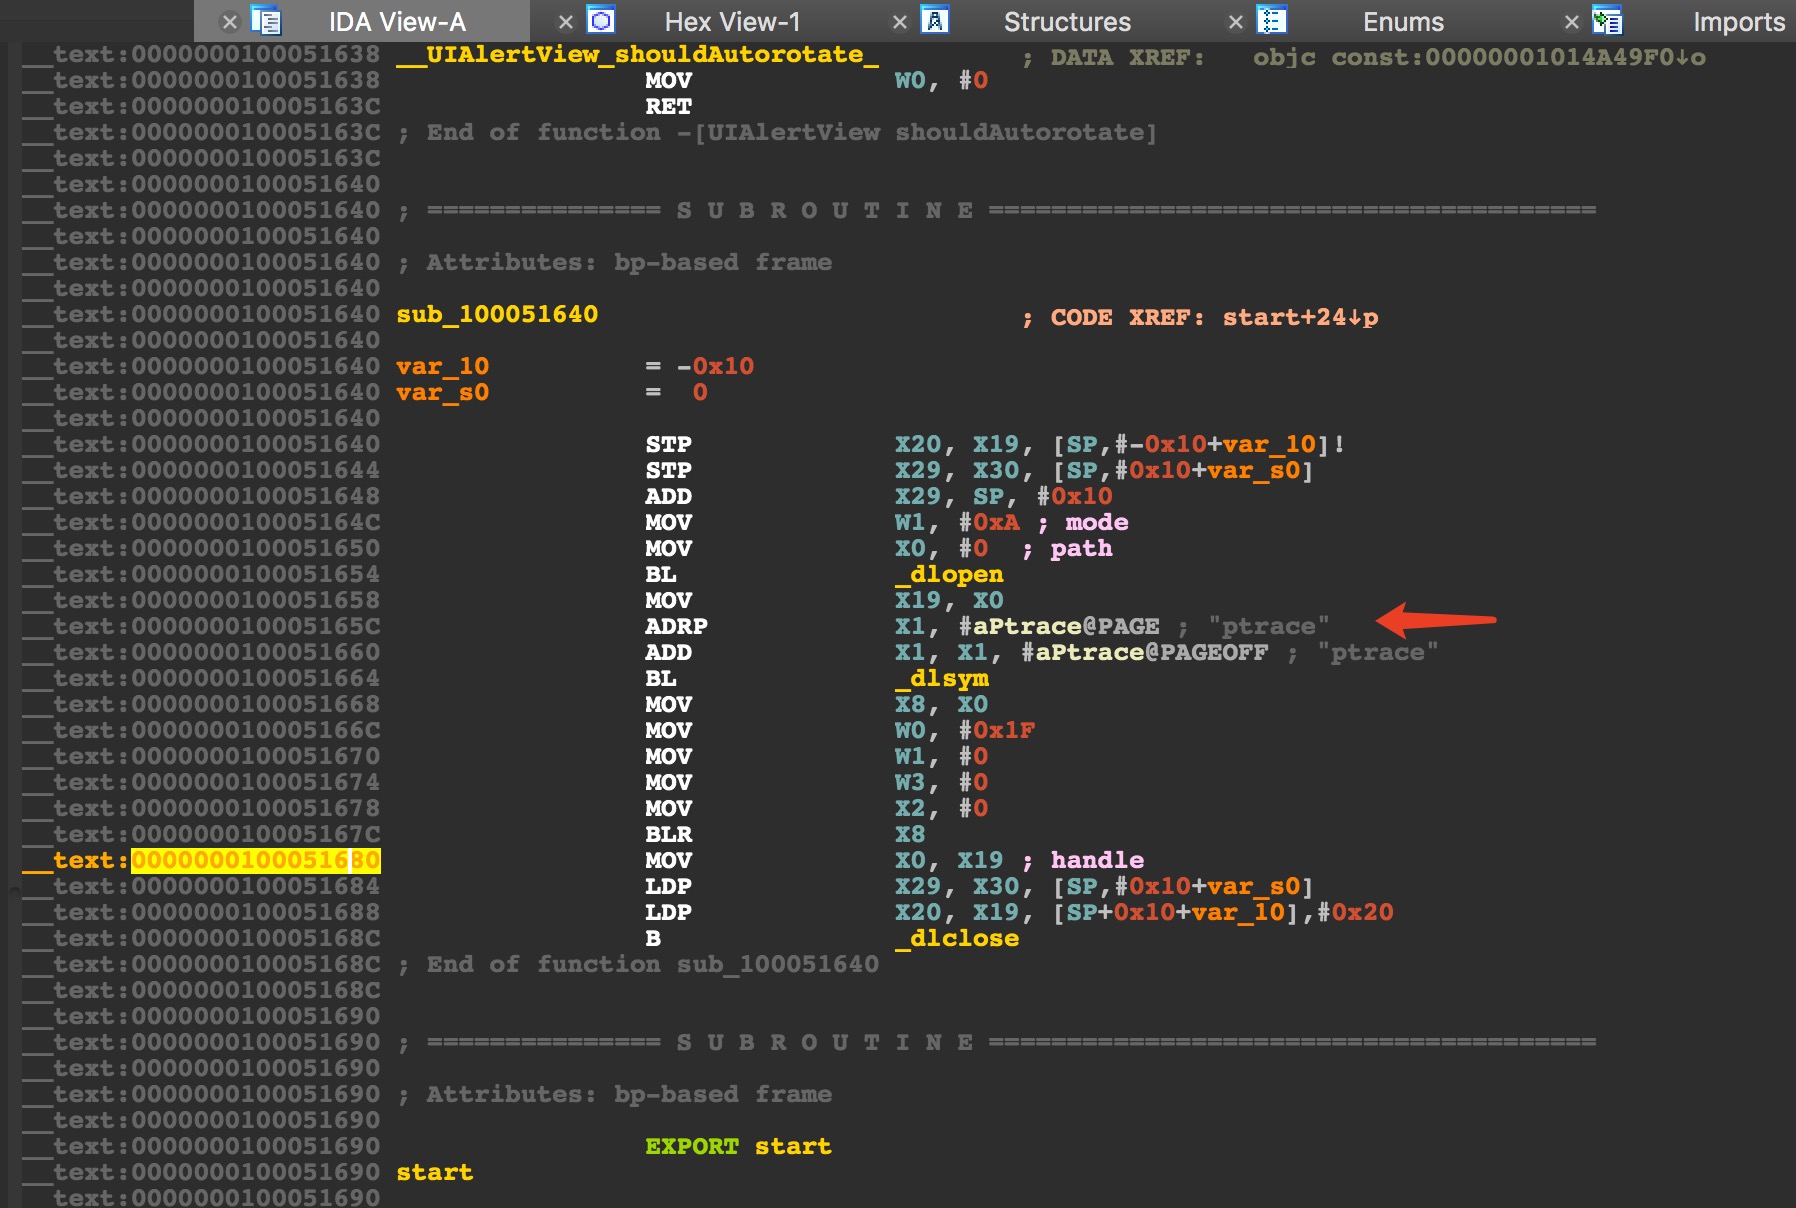 IDA View-A Hex View-1 Structures Enums Imports
__text:0000000100051638 __UIAlertView_shouldAutorotate_ ; DATA XREF: objc const:00000001014A49F0↓o
__text:0000000100051638 MOV W0, #0
__text:000000010005163C RET
__text:000000010005163C ; End of function -[UIAlertView shouldAutorotate]
__text:000000010005163C
__text:0000000100051640
__text:0000000100051640 ; =============== S U B R O U T I N E =======================================
__text:0000000100051640
__text:0000000100051640 ; Attributes: bp-based frame
__text:0000000100051640
__text:0000000100051640 sub_100051640 ; CODE XREF: start+24↓p
__text:0000000100051640
__text:0000000100051640 var_10 = -0x10
__text:0000000100051640 var_s0 = 0
__text:0000000100051640
__text:0000000100051640 STP X20, X19, [SP,#-0x10+var_10]!
__text:0000000100051644 STP X29, X30, [SP,#0x10+var_s0]
__text:0000000100051648 ADD X29, SP, #0x10
__text:000000010005164C MOV W1, #0xA ; mode
__text:0000000100051650 MOV X0, #0 ; path
__text:0000000100051654 BL _dlopen
__text:0000000100051658 MOV X19, X0
__text:000000010005165C ADRP X1, #aPtrace@PAGE ; "ptrace"
__text:0000000100051660 ADD X1, X1, #aPtrace@PAGEOFF ; "ptrace"
__text:0000000100051664 BL _dlsym
__text:0000000100051668 MOV X8, X0
__text:000000010005166C MOV W0, #0x1F
__text:0000000100051670 MOV W1, #0
__text:0000000100051674 MOV W3, #0
__text:0000000100051678 MOV X2, #0
__text:000000010005167C BLR X8
__text:0000000100051680 MOV X0, X19 ; handle
__text:0000000100051684 LDP X29, X30, [SP,#0x10+var_s0]
__text:0000000100051688 LDP X20, X19, [SP+0x10+var_10],#0x20
__text:000000010005168C B _dlclose
__text:000000010005168C ; End of function sub_100051640
__text:000000010005168C
__text:0000000100051690
__text:0000000100051690 ; =============== S U B R O U T I N E =======================================
__text:0000000100051690
__text:0000000100051690 ; Attributes: bp-based frame
__text:0000000100051690
__text:0000000100051690 EXPORT start
__text:0000000100051690 start
__text:0000000100051690